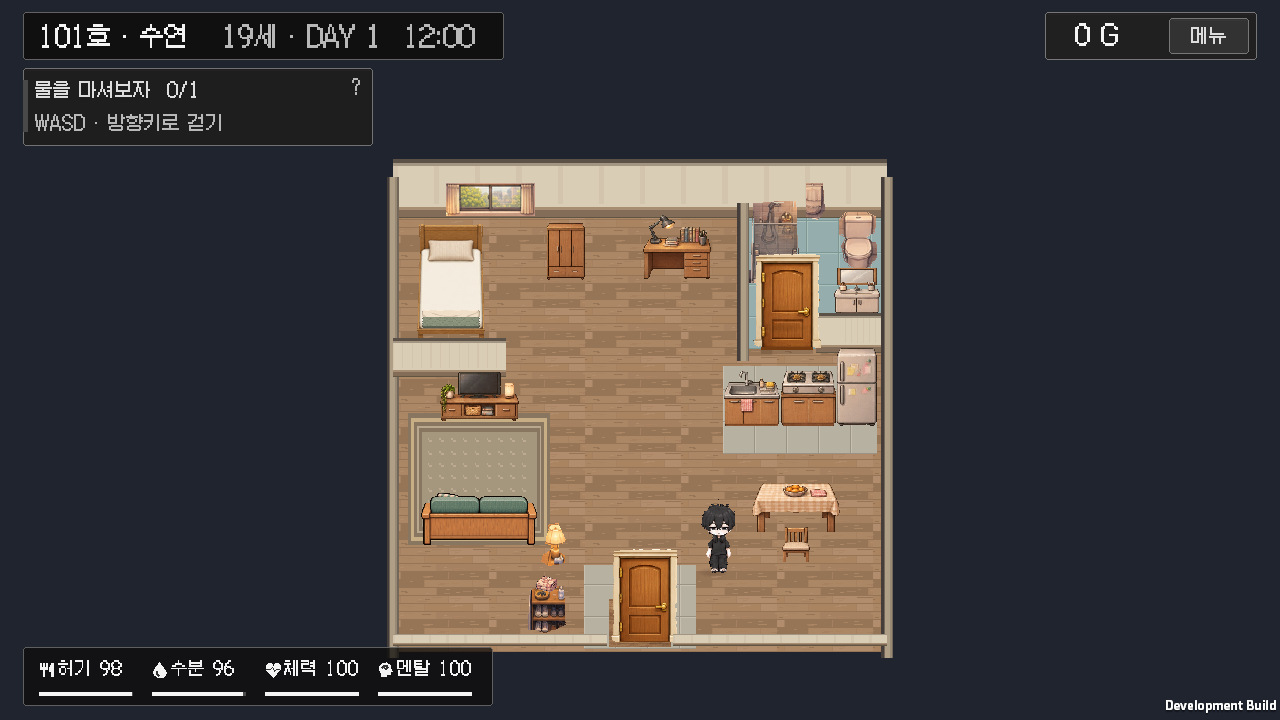 101호 · 수연 19세 · DAY 1 12:00
0 G
메뉴
물을 마셔보자 0/1
?
WASD · 방향키로 걷기
허기 98
수분 96
체력 100
멘탈 100
Development Build